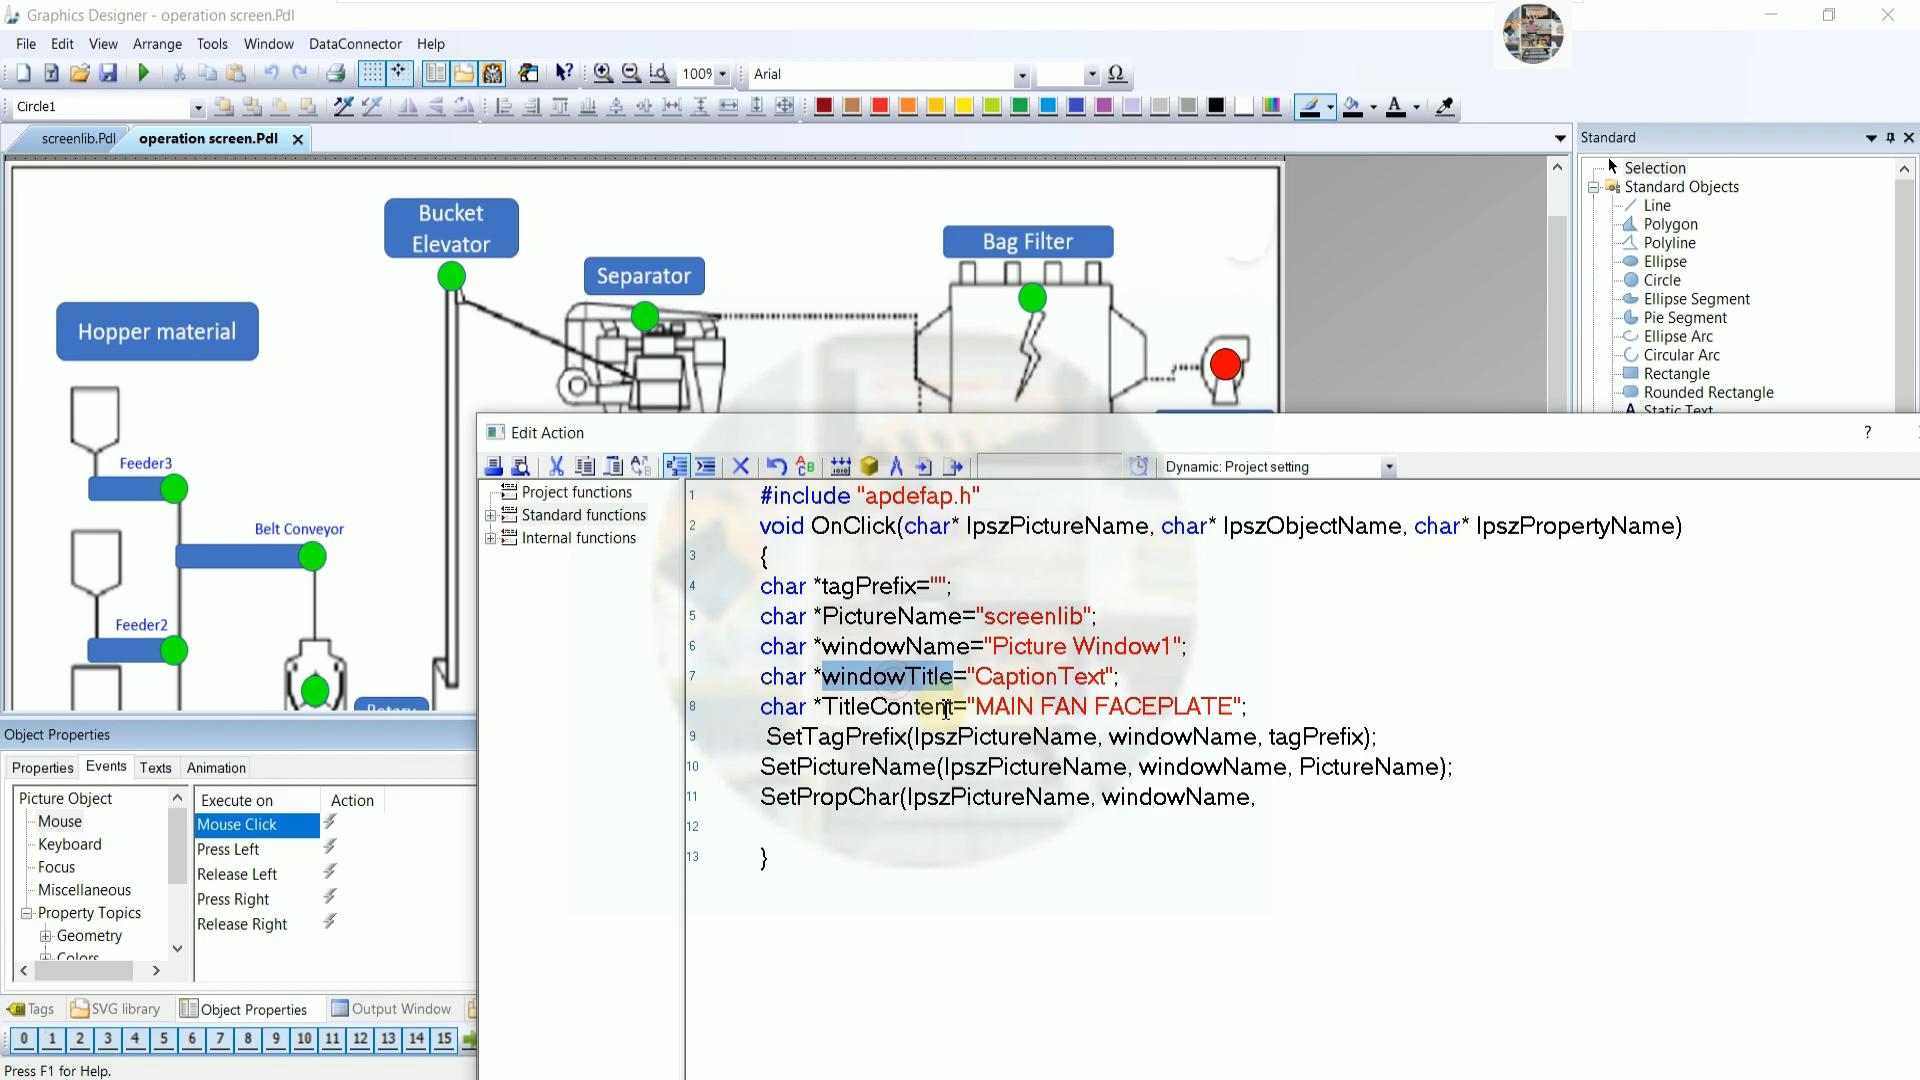 Graphics Designer - operation screen.Pdl
File Edit View Arrange Tools Window DataConnector Help
100% Arial Ω
Circle1
screenlib.Pdl operation screen.Pdl
Standard
Selection
Standard Objects
Line
Polygon
Polyline
Ellipse
Circle
Ellipse Segment
Pie Segment
Ellipse Arc
Circular Arc
Rectangle
Rounded Rectangle
Static Text
Bucket
Elevator
Separator
Bag Filter
Hopper material
Feeder3
Belt Conveyor
Feeder2
Rotary
Edit Action
Dynamic: Project setting
Project functions
Standard functions
Internal functions
1 #include "apdefap.h"
2 void OnClick(char* lpszPictureName, char* lpszObjectName, char* lpszPropertyName)
3 {
4 char *tagPrefix="";
5 char *PictureName="screenlib";
6 char *windowName="Picture Window1";
7 char *windowTitle="CaptionText";
8 char *TitleContent="MAIN FAN FACEPLATE";
9 SetTagPrefix(lpszPictureName, windowName, tagPrefix);
10 SetPictureName(lpszPictureName, windowName, PictureName);
11 SetPropChar(lpszPictureName, windowName,
12
13 }
Object Properties
Properties Events Texts Animation
Picture Object
Mouse
Keyboard
Focus
Miscellaneous
Property Topics
Geometry
Colors
Execute on Action
Mouse Click
Press Left
Release Left
Press Right
Release Right
Tags SVG library Object Properties Output Window
0 1 2 3 4 5 6 7 8 9 10 11 12 13 14 15
Press F1 for Help.